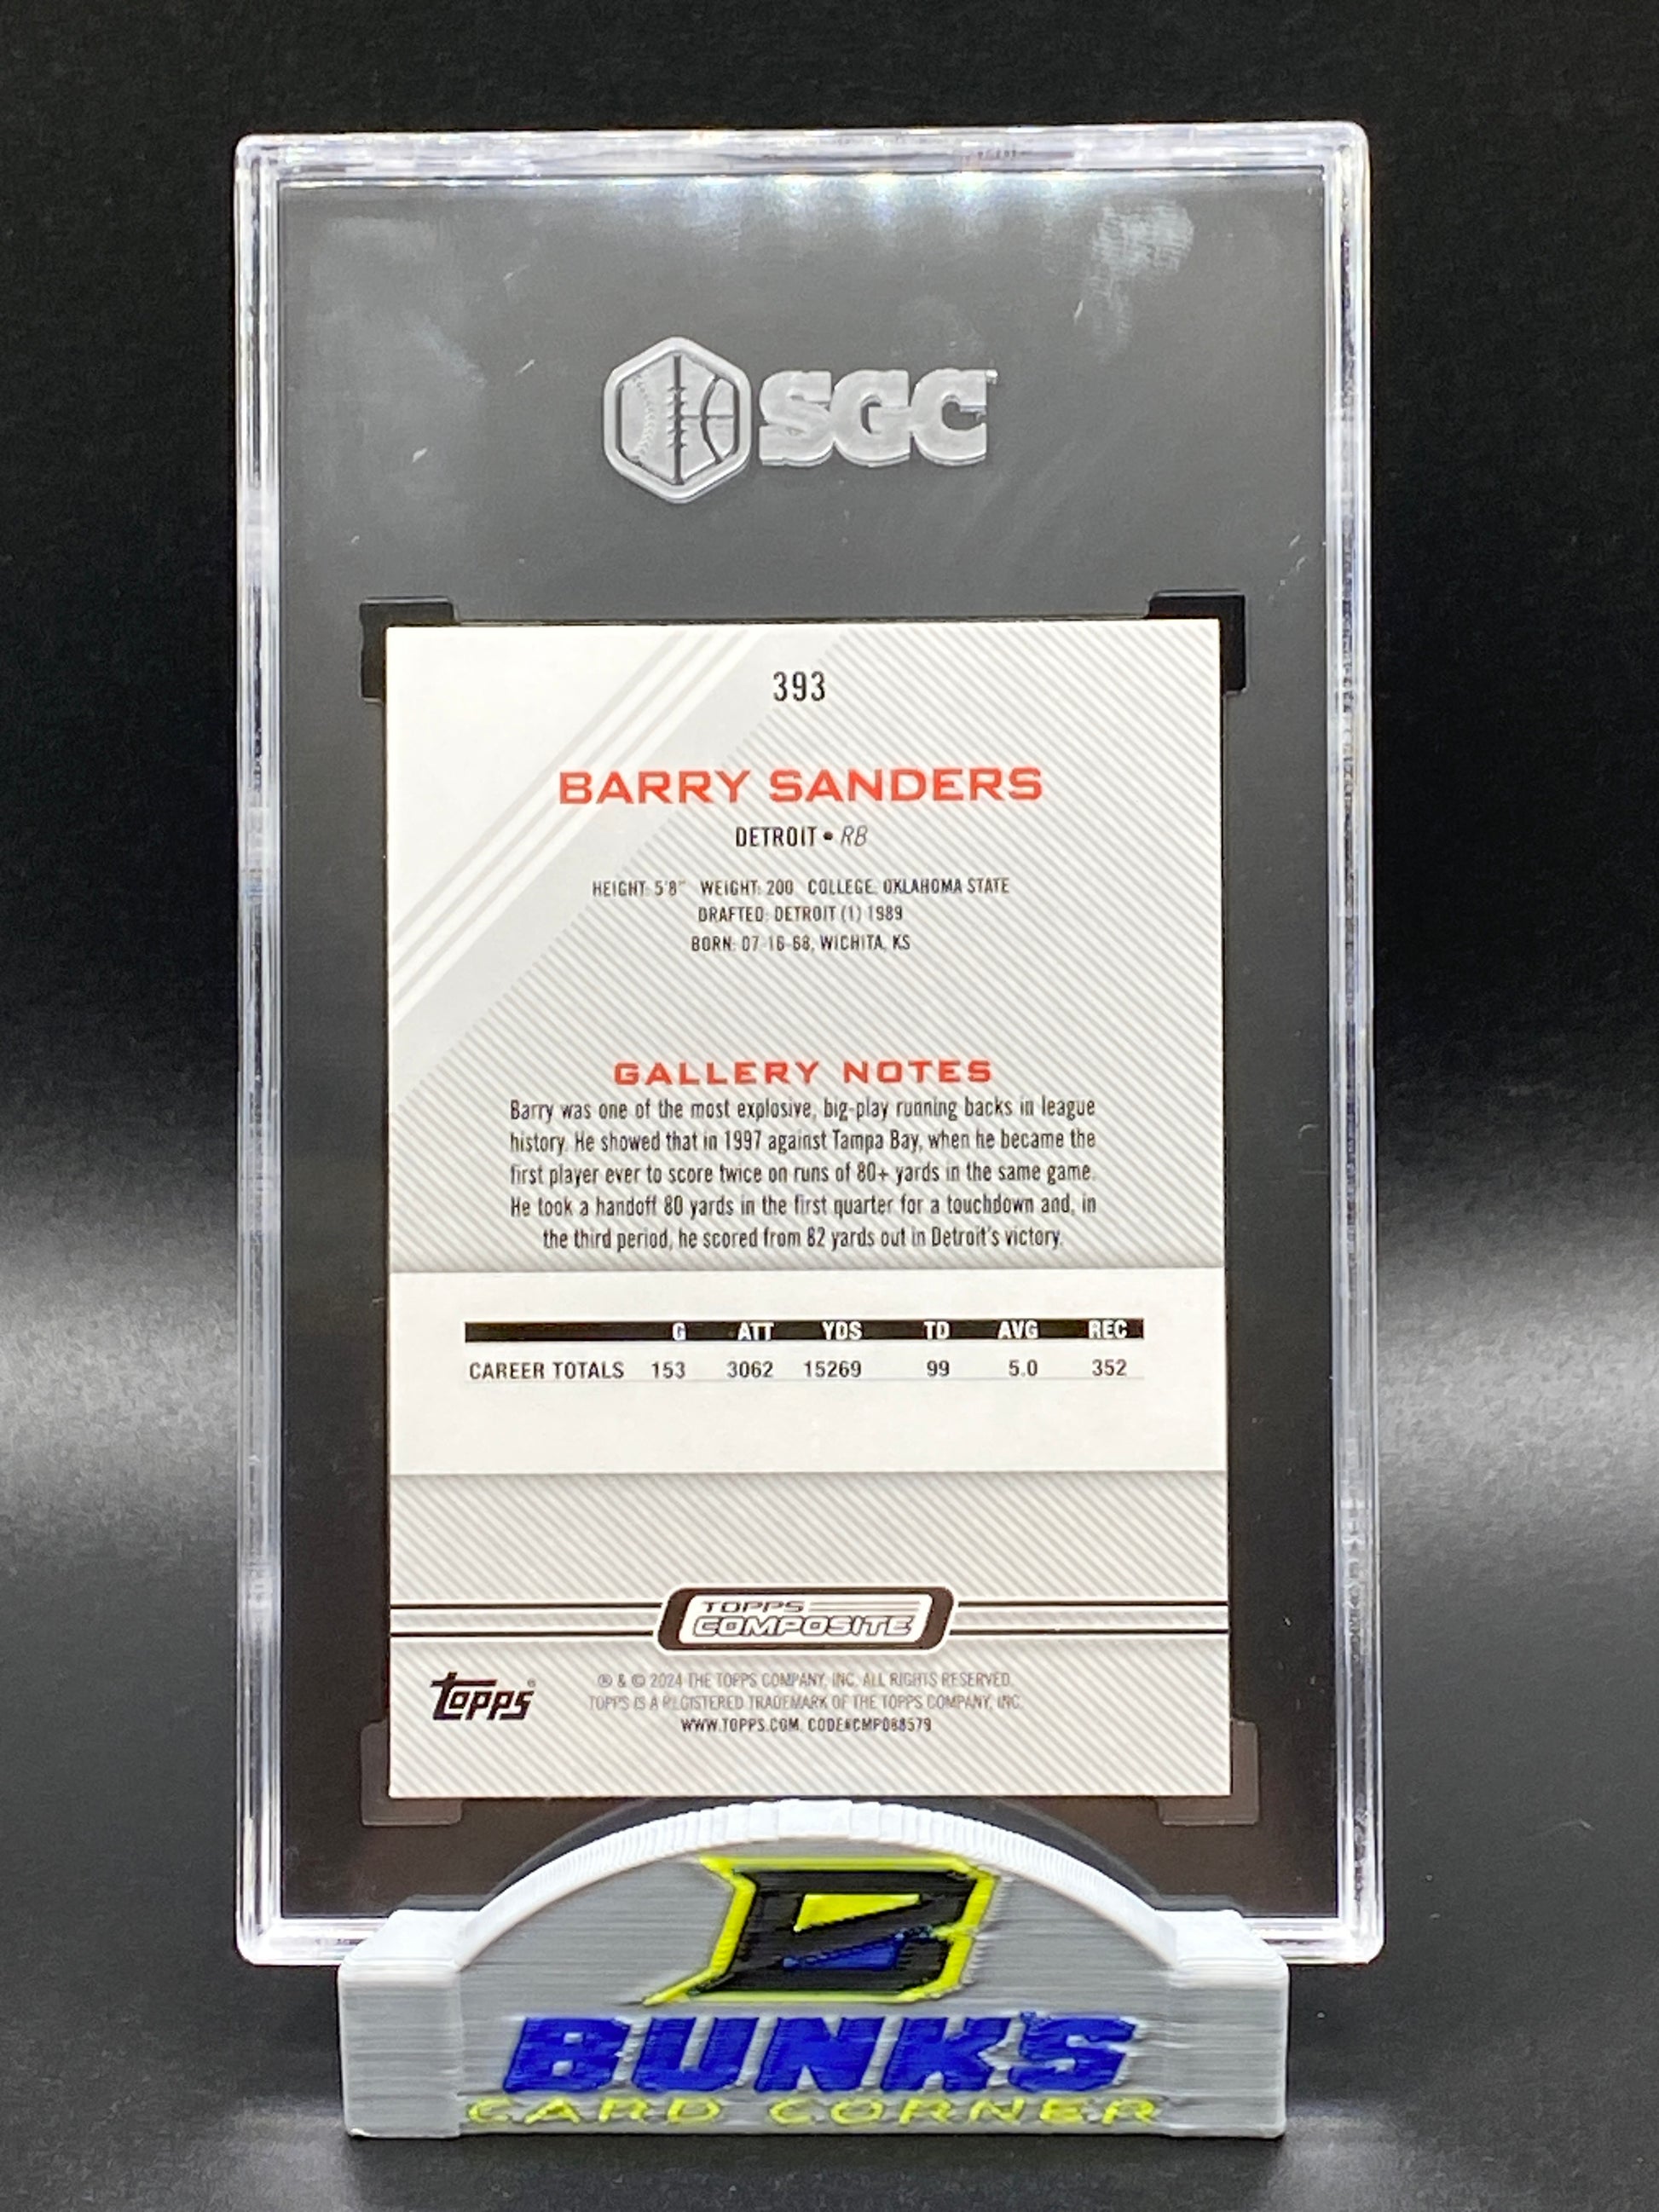 SGC
393
BARRY SANDERS
DETROIT • RB
HEIGHT: 5'8" WEIGHT: 200 COLLEGE: OKLAHOMA STATE
DRAFTED: DETROIT (1) 1989
BORN: 07-16-68, WICHITA, KS
GALLERY NOTES
Barry was one of the most explosive, big-play running backs in league
history. He showed that in 1997 against Tampa Bay, when he became the
first player ever to score twice on runs of 80+ yards in the same game.
He took a handoff 80 yards in the first quarter for a touchdown and, in
the third period, he scored from 82 yards out in Detroit's victory.
G ATT YDS TD AVG REC
CAREER TOTALS 153 3062 15269 99 5.0 352
TOPPS
COMPOSITE
topps®
® & © 2024 THE TOPPS COMPANY, INC. ALL RIGHTS RESERVED.
TOPPS IS A REGISTERED TRADEMARK OF THE TOPPS COMPANY, INC.
WWW.TOPPS.COM. CODE#CMP088579
B
BUNK'S
CARD CORNER